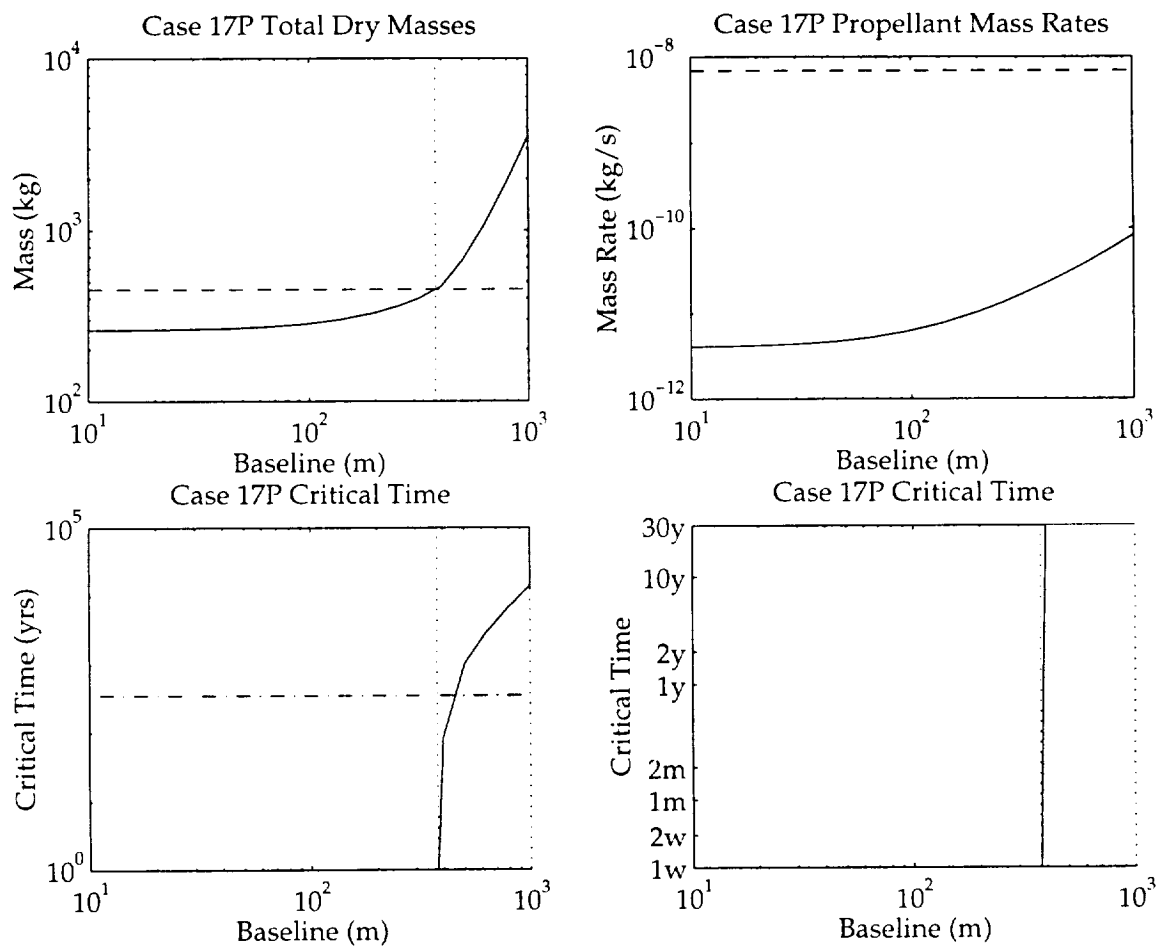 Case 17P Total Dry Masses
10^4
10^3
10^2
Mass (kg)
10^1
10^2
10^3
Baseline (m)
Case 17P Propellant Mass Rates
10^-8
10^-10
10^-12
Mass Rate (kg/s)
10^1
10^2
10^3
Baseline (m)
Case 17P Critical Time
10^5
10^0
Critical Time (yrs)
10^1
10^2
10^3
Baseline (m)
Case 17P Critical Time
30y
10y
2y
1y
2m
1m
2w
1w
Critical Time
10^1
10^2
10^3
Baseline (m)